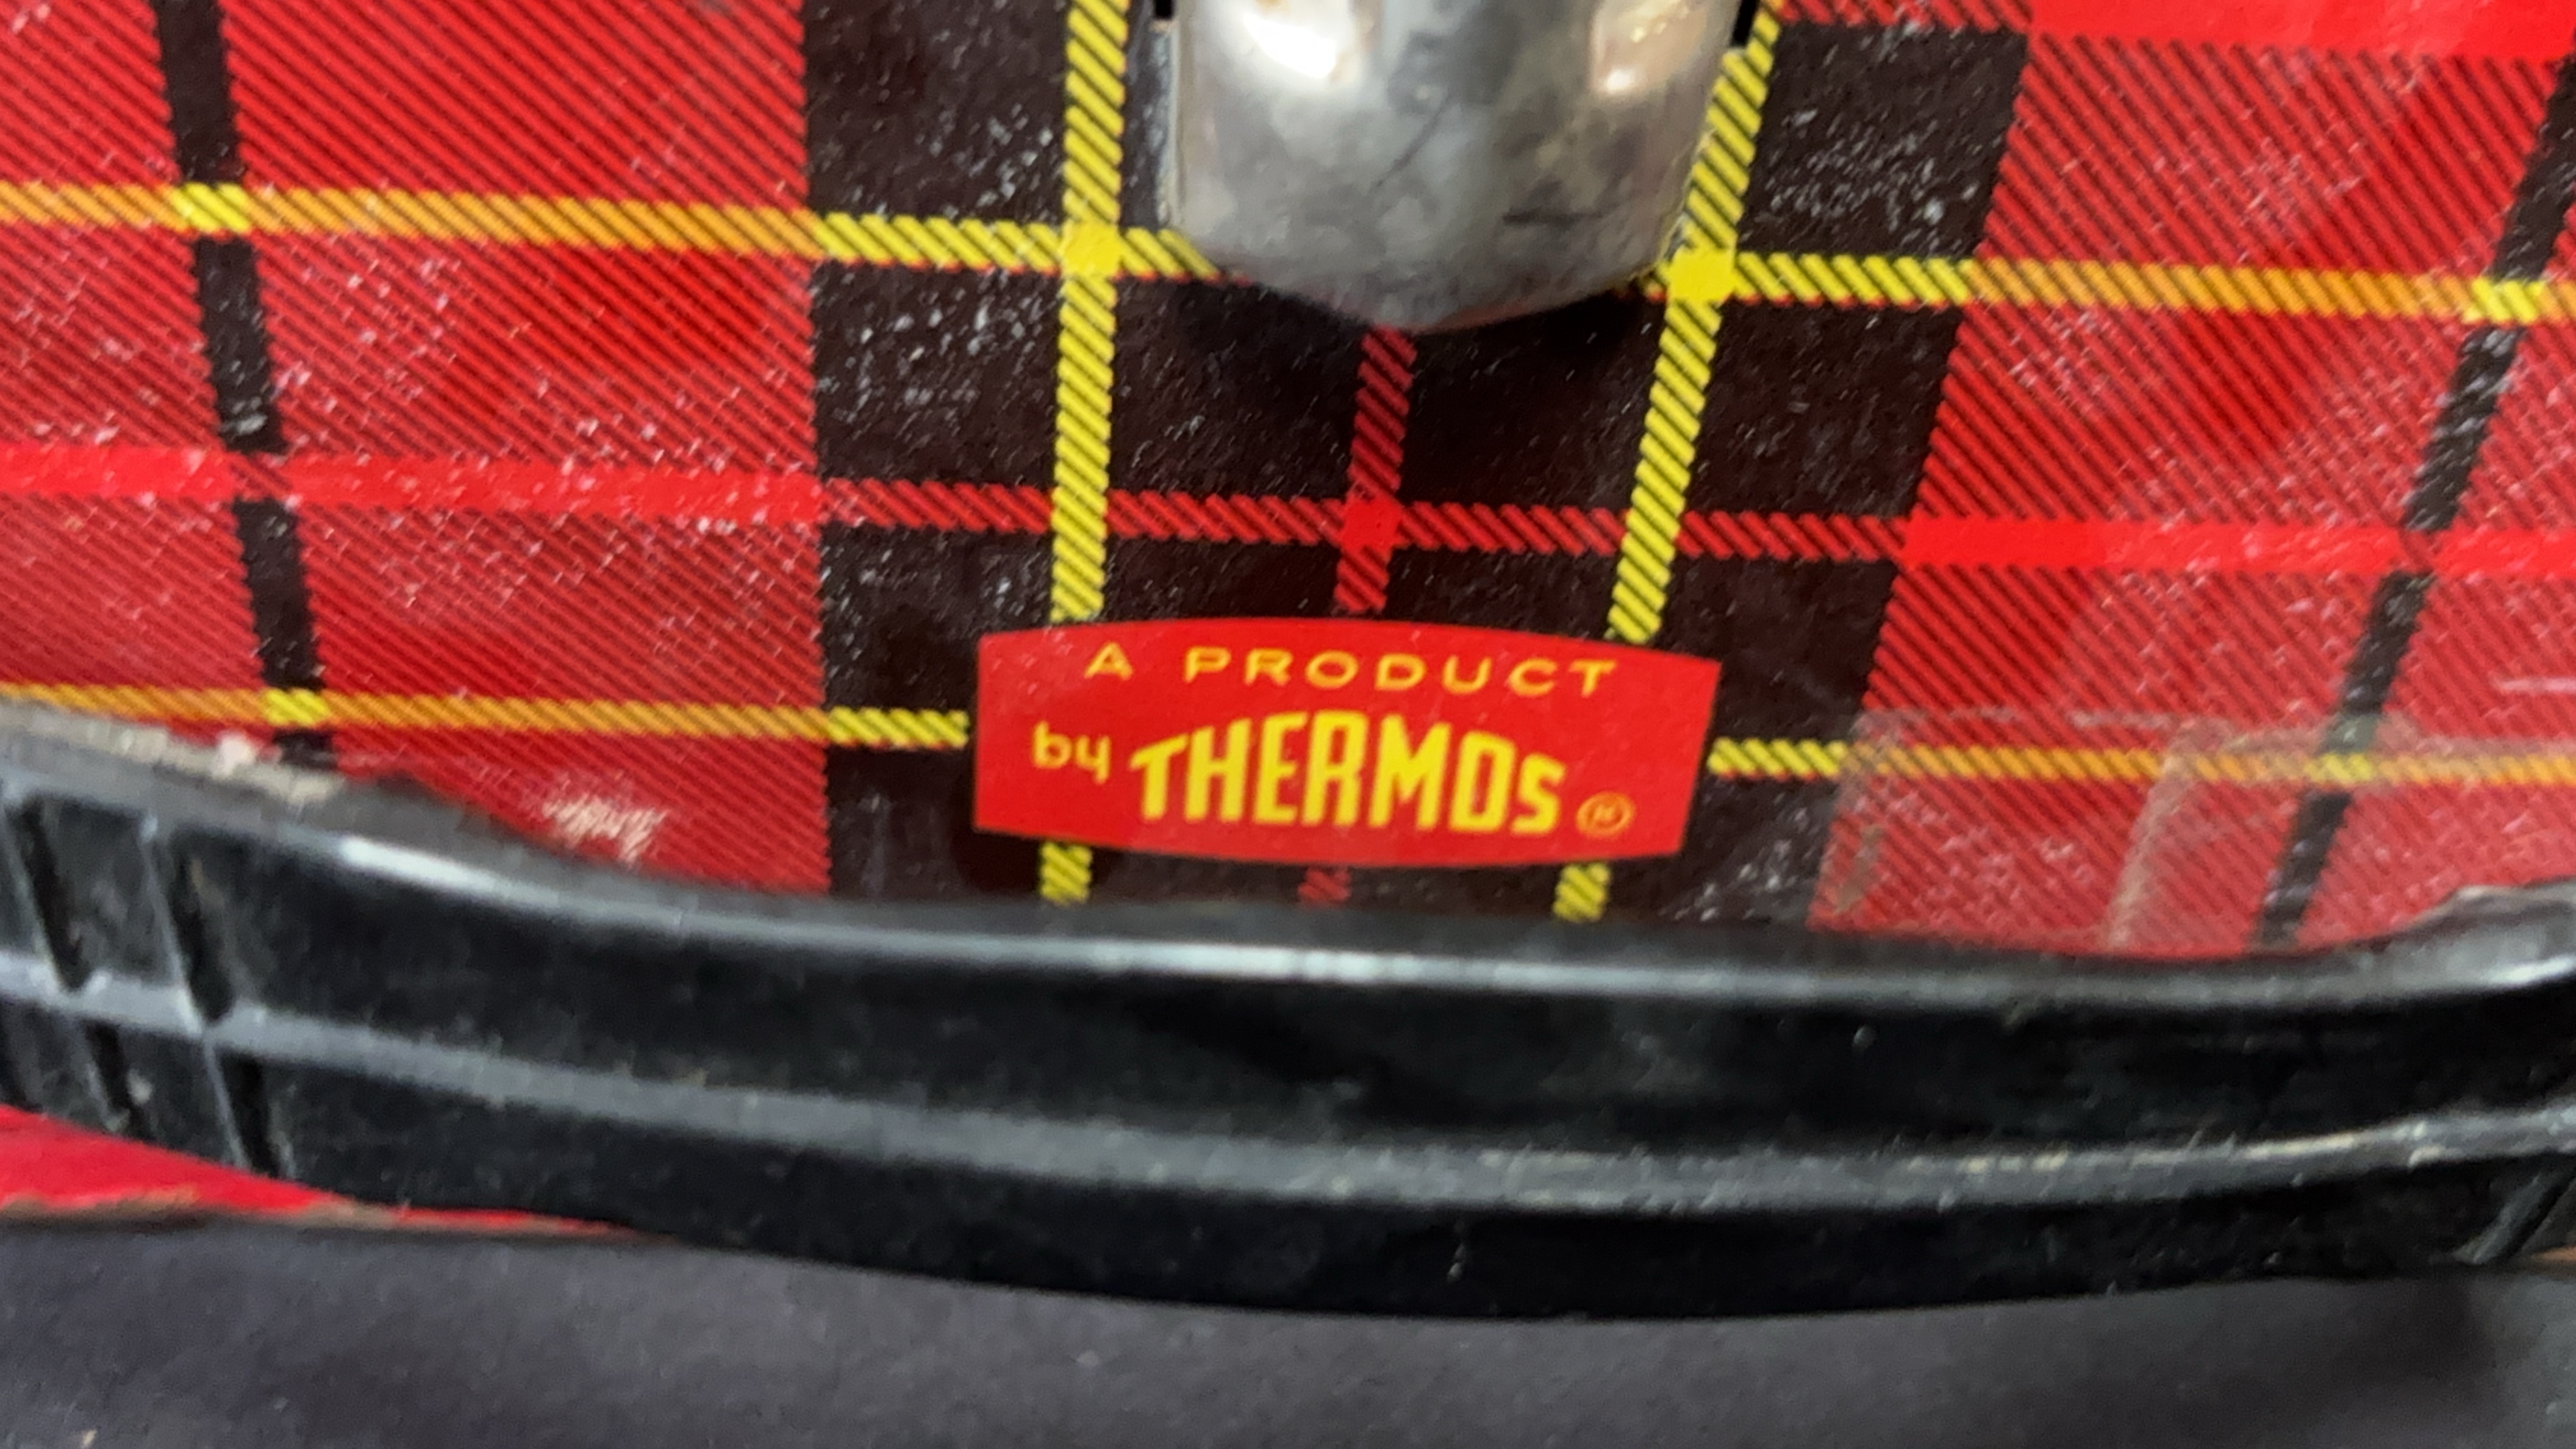 A PRODUCT
by THERMOS ®